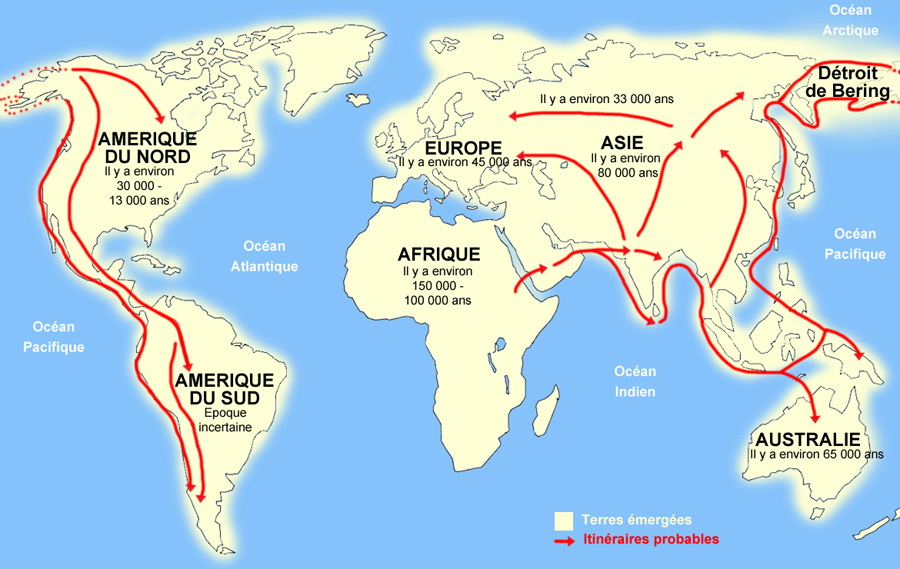 Océan
Arctique
Détroit
de Bering
Il y a environ 33 000 ans
AMERIQUE
DU NORD
Il y a environ
30 000 -
13 000 ans
EUROPE
Il y a environ 45 000 ans
ASIE
Il y a environ
80 000 ans
Océan
Atlantique
AFRIQUE
Il y a environ
150 000 -
100 000 ans
Océan
Pacifique
Océan
Pacifique
Océan
Indien
AMERIQUE
DU SUD
Epoque
incertaine
AUSTRALIE
Il y a environ 65 000 ans
Terres émergées
Itinéraires probables